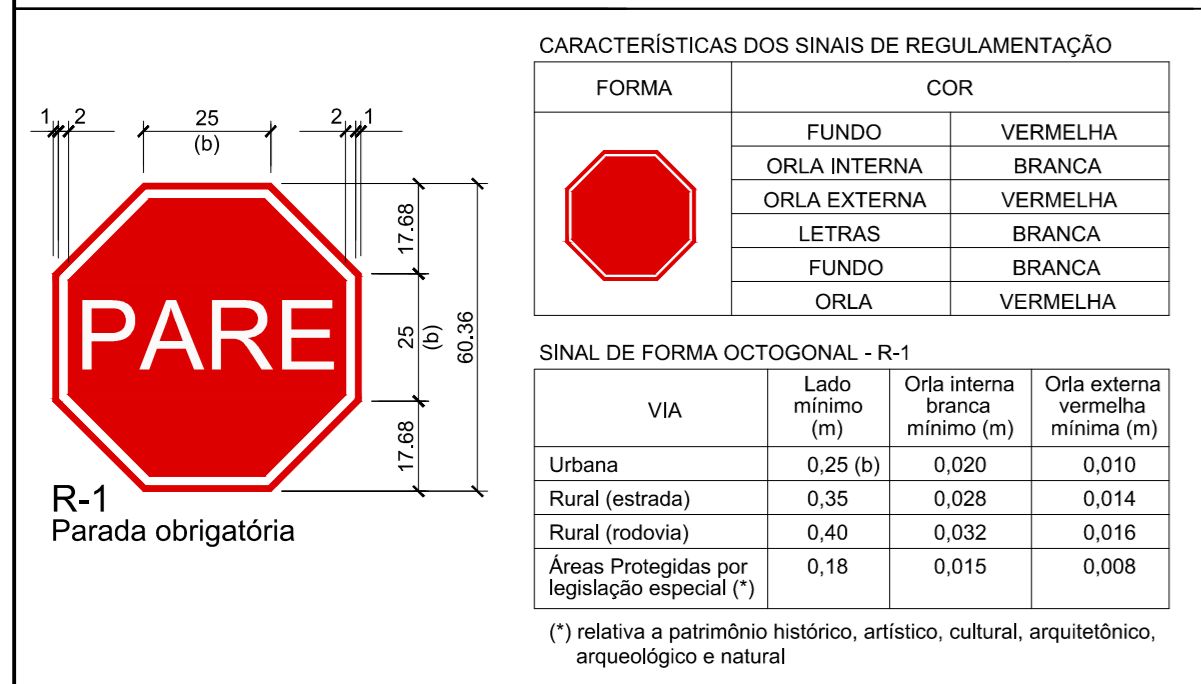 1 2 25 2 1
(b)
17.68
25
(b)
60.36
17.68
PARE
R-1
Parada obrigatória
CARACTERÍSTICAS DOS SINAIS DE REGULAMENTAÇÃO
FORMA COR
FUNDO VERMELHA
ORLA INTERNA BRANCA
ORLA EXTERNA VERMELHA
LETRAS BRANCA
FUNDO BRANCA
ORLA VERMELHA
SINAL DE FORMA OCTOGONAL - R-1
VIA Lado mínimo (m) Orla interna branca mínimo (m) Orla externa vermelha mínima (m)
Urbana 0,25 (b) 0,020 0,010
Rural (estrada) 0,35 0,028 0,014
Rural (rodovia) 0,40 0,032 0,016
Áreas Protegidas por
legislação especial (*) 0,18 0,015 0,008
(*) relativa a patrimônio histórico, artístico, cultural, arquitetônico,
arqueológico e natural